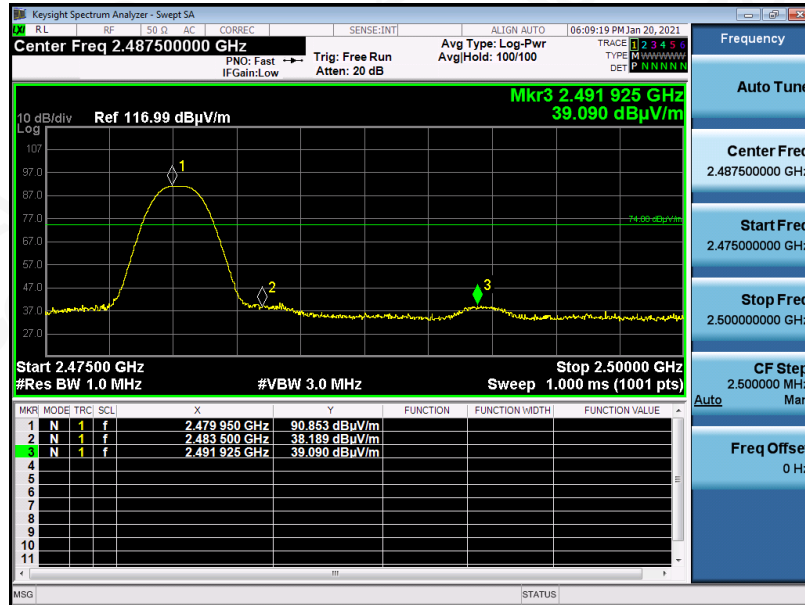 Keysight Spectrum Analyzer - Swept SA
LXI RL RF 50 Ω AC CORREC SENSE:INT ALIGN AUTO 06:09:19 PM Jan 20, 2021
Center Freq 2.487500000 GHz
PNO: Fast
IFGain:Low
Trig: Free Run
Atten: 20 dB
Avg Type: Log-Pwr
Avg|Hold: 100/100
TRACE 1 2 3 4 5 6
TYPE M WWWWW
DET P N N N N N
Mkr3 2.491 925 GHz
39.090 dBµV/m
10 dB/div Ref 116.99 dBµV/m
Log
107
97.0
87.0
77.0
67.0
57.0
47.0
37.0
27.0
1
2
3
74.00 dBµV/m
Start 2.47500 GHz Stop 2.50000 GHz
#Res BW 1.0 MHz #VBW 3.0 MHz Sweep 1.000 ms (1001 pts)
MKR MODE TRC SCL X Y FUNCTION FUNCTION WIDTH FUNCTION VALUE
1 N 1 f 2.479 950 GHz 90.853 dBµV/m
2 N 1 f 2.483 500 GHz 38.189 dBµV/m
3 N 1 f 2.491 925 GHz 39.090 dBµV/m
4
5
6
7
8
9
10
11
MSG STATUS
Frequency
Auto Tune
Center Freq
2.487500000 GHz
Start Freq
2.475000000 GHz
Stop Freq
2.500000000 GHz
CF Step
2.500000 MHz
Auto Man
Freq Offset
0 Hz